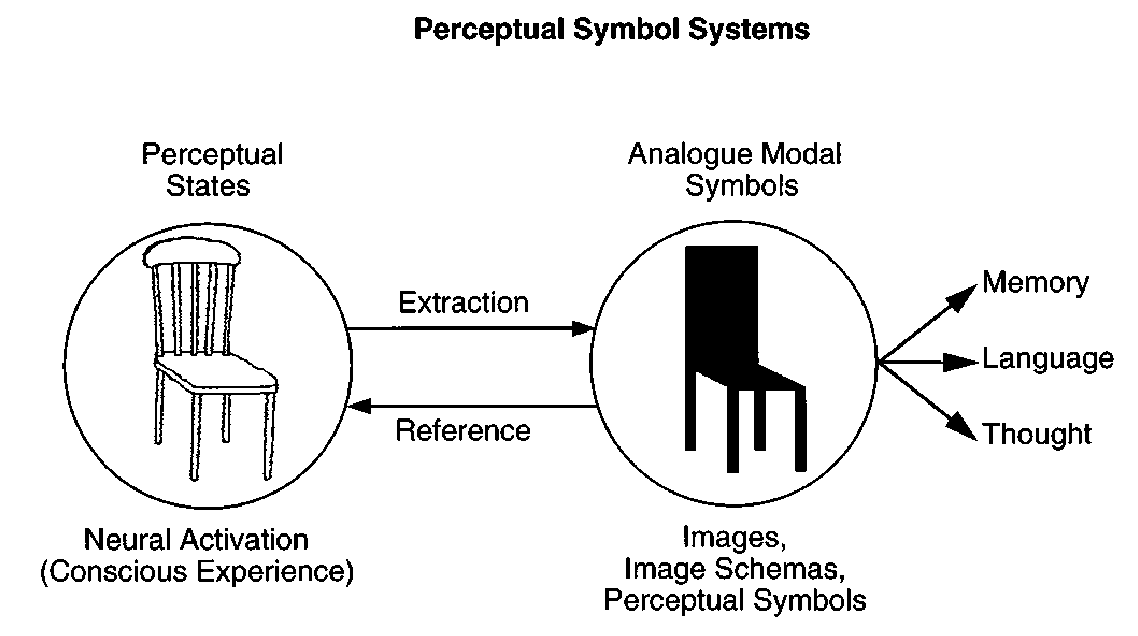 Perceptual Symbol Systems
Perceptual
States
Analogue Modal
Symbols
Extraction
Reference
Memory
Language
Thought
Neural Activation
(Conscious Experience)
Images,
Image Schemas,
Perceptual Symbols